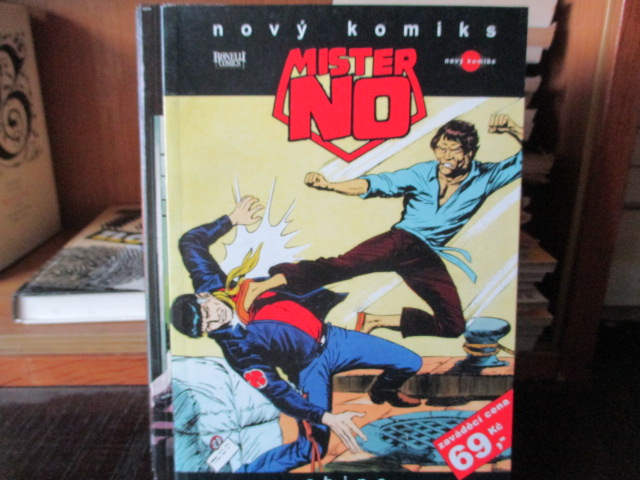 nový komiks
BONELLI
COMICS
nový komiks
MISTER
NO
zaváděcí cena
69 Kč
,-